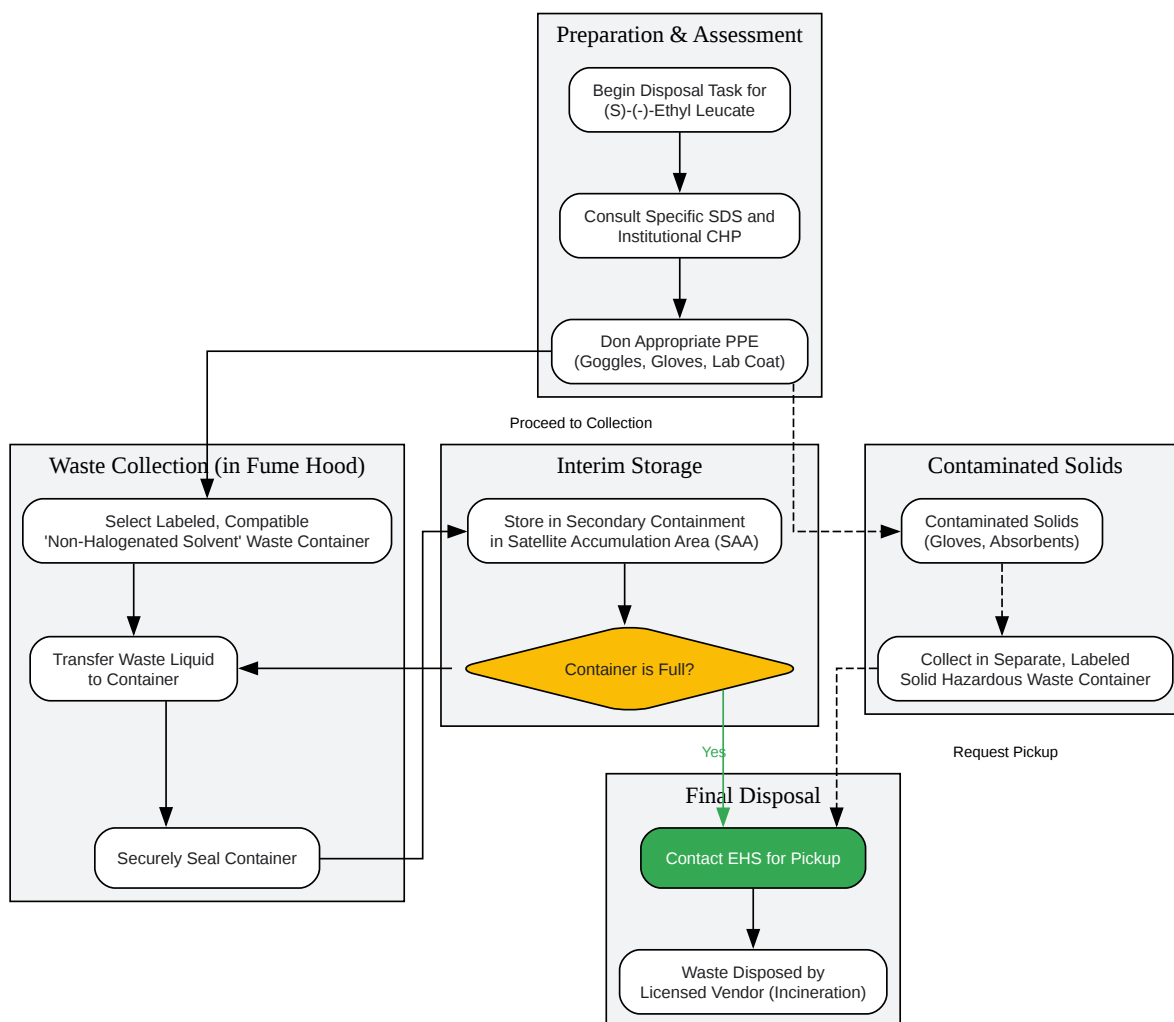 Preparation & Assessment
Begin Disposal Task for
(S)-(-)-Ethyl Leucate
Consult Specific SDS and
Institutional CHP
Don Appropriate PPE
(Goggles, Gloves, Lab Coat)
Proceed to Collection
Waste Collection (in Fume Hood)
Select Labeled, Compatible
'Non-Halogenated Solvent' Waste Container
Transfer Waste Liquid
to Container
Securely Seal Container
Interim Storage
Store in Secondary Containment
in Satellite Accumulation Area (SAA)
Container is Full?
Yes
Contaminated Solids
Contaminated Solids
(Gloves, Absorbents)
Collect in Separate, Labeled
Solid Hazardous Waste Container
Request Pickup
Final Disposal
Contact EHS for Pickup
Waste Disposed by
Licensed Vendor (Incineration)